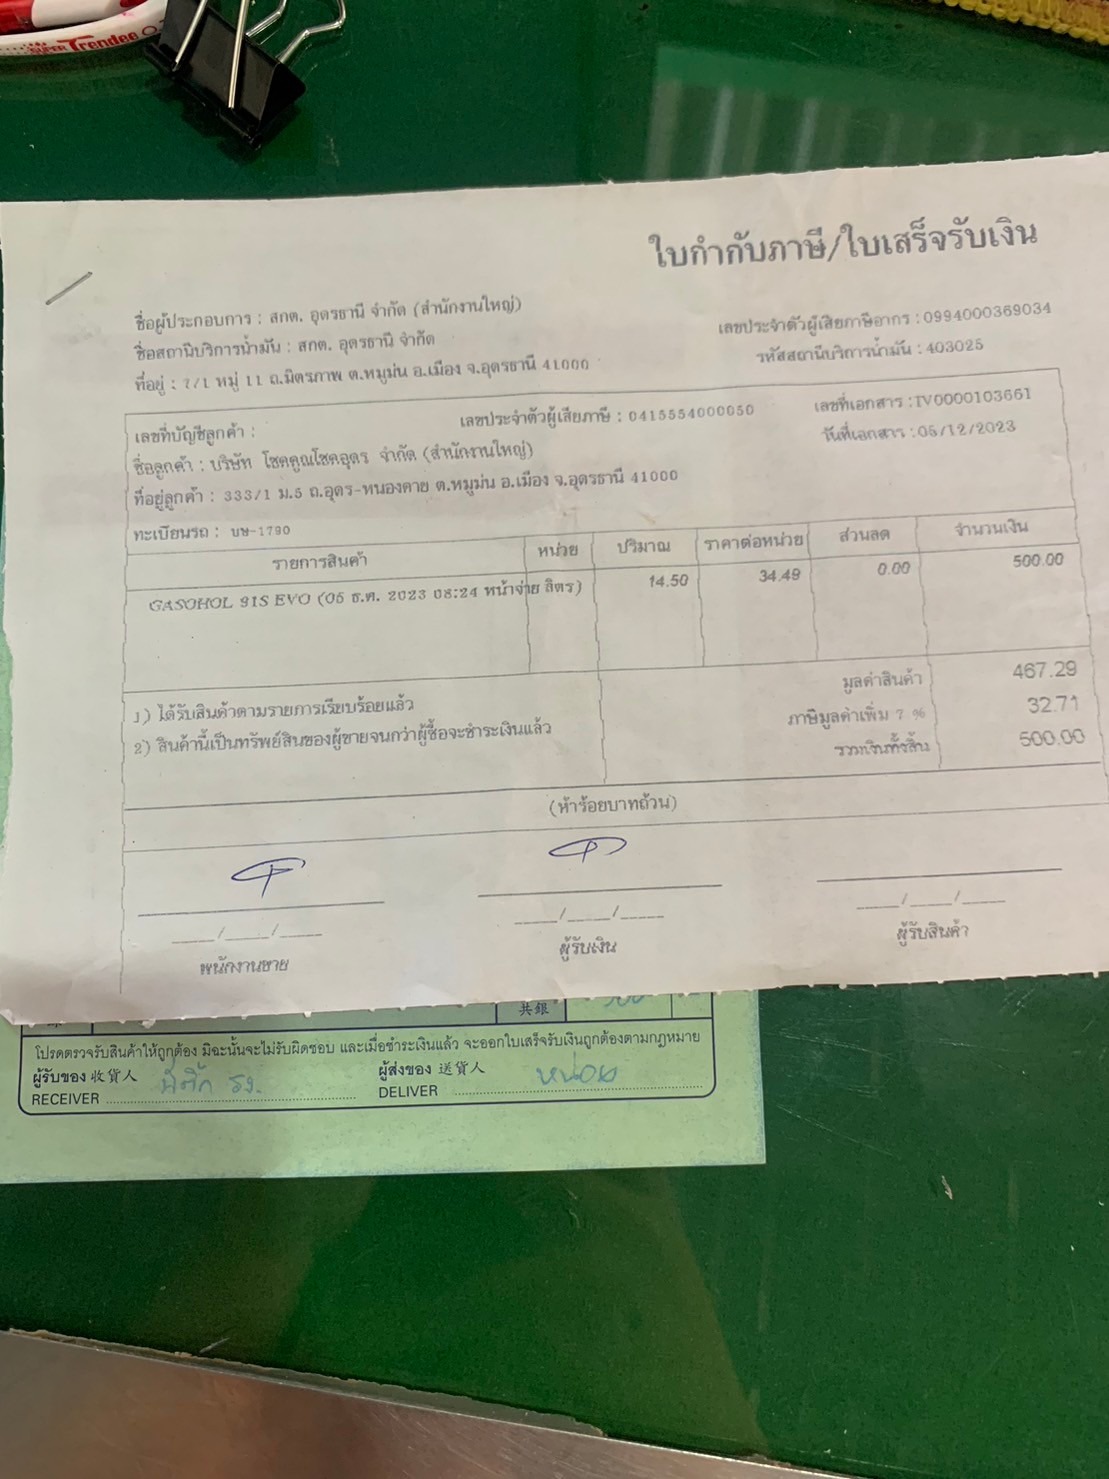 SUPER Trendee
ใบกำกับภาษี/ใบเสร็จรับเงิน
ชื่อผู้ประกอบการ : สกต. อุดรธานี จำกัด (สำนักงานใหญ่)
เลขประจำตัวผู้เสียภาษีอากร : 0994000369034
ชื่อสถานีบริการน้ำมัน : สกต. อุดรธานี จำกัด
รหัสสถานีบริการน้ำมัน : 403025
ที่อยู่ : 7/1 หมู่ 11 ถ.มิตรภาพ ต.หมูม่น อ.เมือง จ.อุดรธานี 41000
เลขที่บัญชีลูกค้า :
เลขประจำตัวผู้เสียภาษี : 0415554000050
เลขที่เอกสาร : IV0000103661
ชื่อลูกค้า : บริษัท โชคคูณโชคอุดร จำกัด (สำนักงานใหญ่)
วันที่เอกสาร : 05/12/2023
ที่อยู่ลูกค้า : 333/1 ม.5 ถ.อุดร-หนองคาย ต.หมูม่น อ.เมือง จ.อุดรธานี 41000
ทะเบียนรถ : บษ-1790
รายการสินค้า หน่วย ปริมาณ ราคาต่อหน่วย ส่วนลด จำนวนเงิน
GASOHOL 91S EVO (05 ธ.ค. 2023 08:24 หน้าจ่าย ลิตร) 14.50 34.49 0.00 500.00
มูลค่าสินค้า 467.29
1) ได้รับสินค้าตามรายการเรียบร้อยแล้ว
ภาษีมูลค่าเพิ่ม 7 % 32.71
2) สินค้านี้เป็นทรัพย์สินของผู้ขายจนกว่าผู้ซื้อจะชำระเงินแล้ว
รวมเงินทั้งสิ้น 500.00
(ห้าร้อยบาทถ้วน)
____/____/____ ____/____/____ ____/____/____
พนักงานขาย ผู้รับเงิน ผู้รับสินค้า
共銀
โปรดตรวจรับสินค้าให้ถูกต้อง มิฉะนั้นจะไม่รับผิดชอบ และเมื่อชำระเงินแล้ว จะออกใบเสร็จรับเงินถูกต้องตามกฎหมาย
ผู้รับของ 收貨人 ผู้ส่งของ 送貨人
RECEIVER DELIVER หน่อย